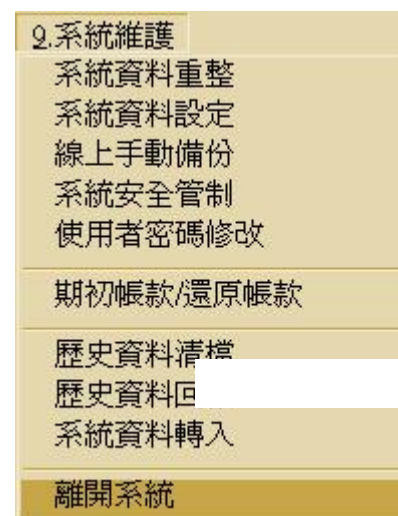 9.系統維護
系統資料重整
系統資料設定
線上手動備份
系統安全管制
使用者密碼修改
期初帳款/還原帳款
歷史資料清檔
歷史資料回
系統資料轉入
離開系統